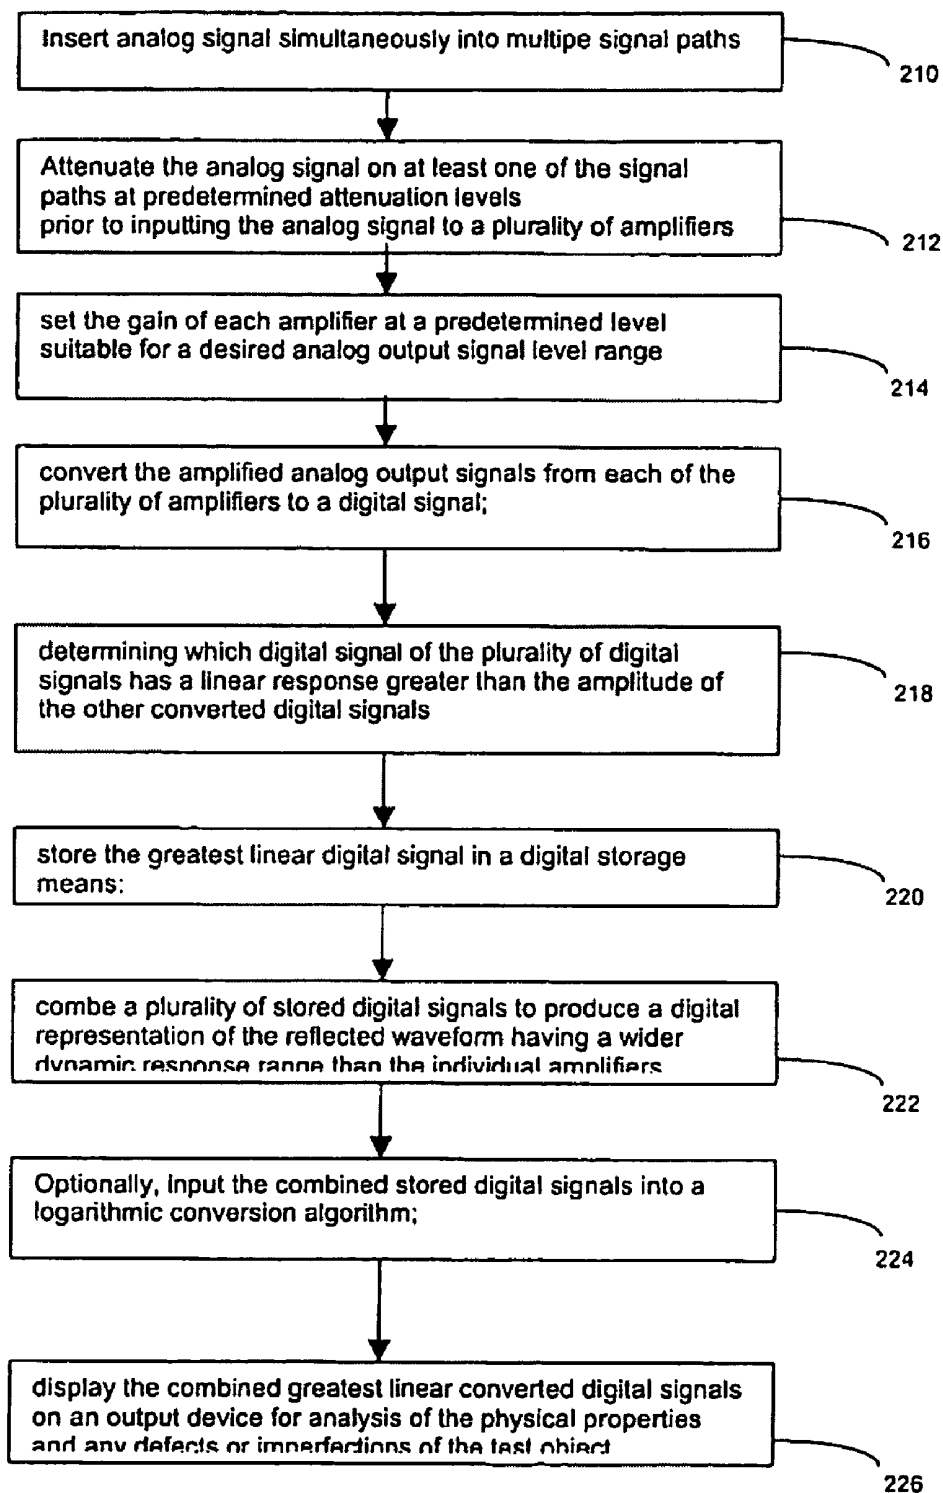 Insert analog signal simultaneously into multipe signal paths
210
Attenuate the analog signal on at least one of the signal
paths at predetermined attenuation levels
prior to inputting the analog signal to a plurality of amplifiers
212
set the gain of each amplifier at a predetermined level
suitable for a desired analog output signal level range
214
convert the amplified analog output signals from each of the
plurality of amplifiers to a digital signal;
216
determining which digital signal of the plurality of digital
signals has a linear response greater than the amplitude of
the other converted digital signals
218
store the greatest linear digital signal in a digital storage
means:
220
combe a plurality of stored digital signals to produce a digital
representation of the reflected waveform having a wider
dynamic response range than the individual amplifiers
222
Optionally, input the combined stored digital signals into a
logarithmic conversion algorithm;
224
display the combined greatest linear converted digital signals
on an output device for analysis of the physical properties
and any defects or imperfections of the test object
226